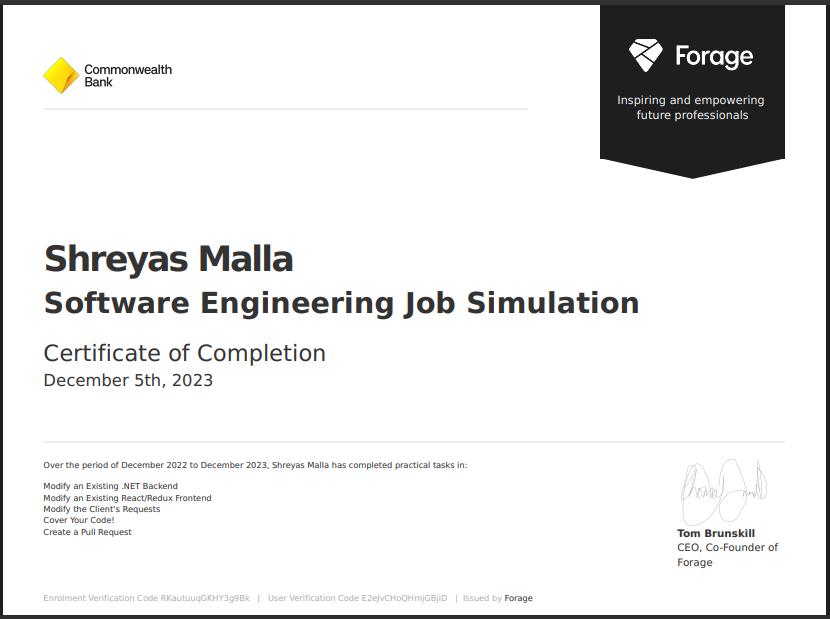 Commonwealth
Bank
Forage
Inspiring and empowering
future professionals
Shreyas Malla
Software Engineering Job Simulation
Certificate of Completion
December 5th, 2023
Over the period of December 2022 to December 2023, Shreyas Malla has completed practical tasks in:
Modify an Existing .NET Backend
Modify an Existing React/Redux Frontend
Modify the Client's Requests
Cover Your Code!
Create a Pull Request
Tom Brunskill
CEO, Co-Founder of
Forage
Enrolment Verification Code RKautuuqGKHY3g9Bk | User Verification Code E2eJvCHoQHmjGBjiD | Issued by Forage